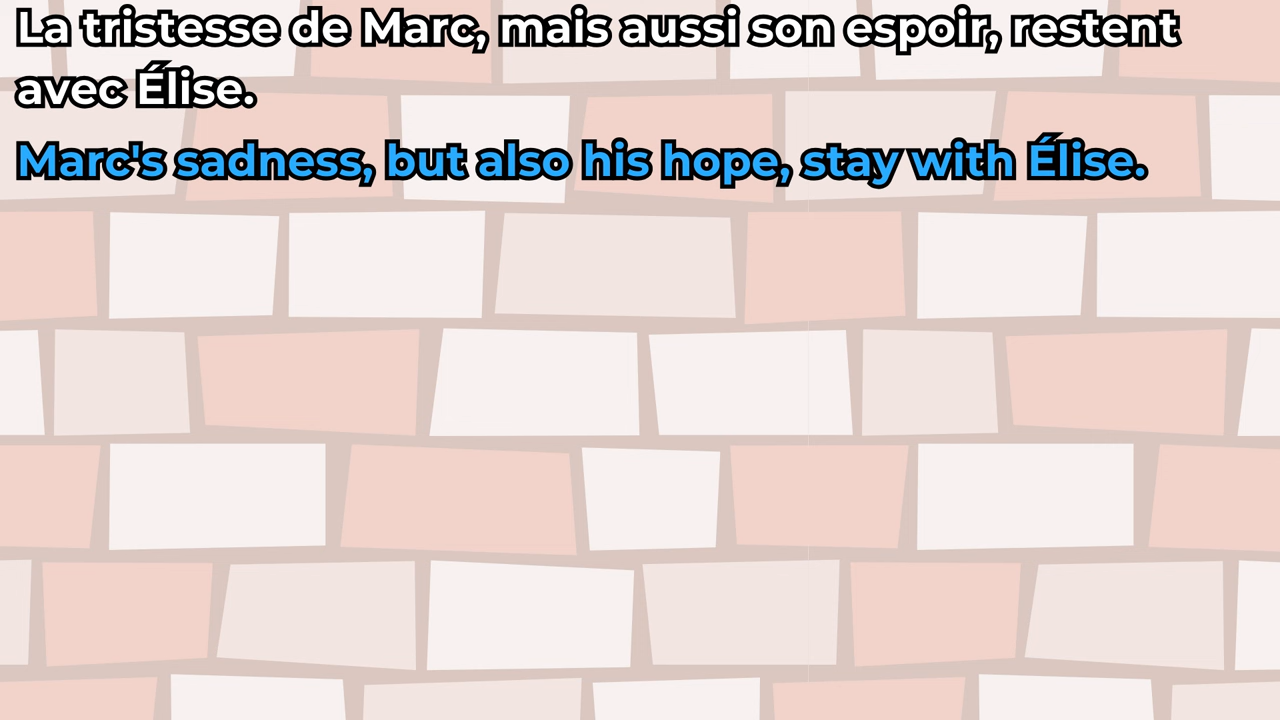 La tristesse de Marc, mais aussi son espoir, restent
avec Élise.
Marc's sadness, but also his hope, stay with Élise.